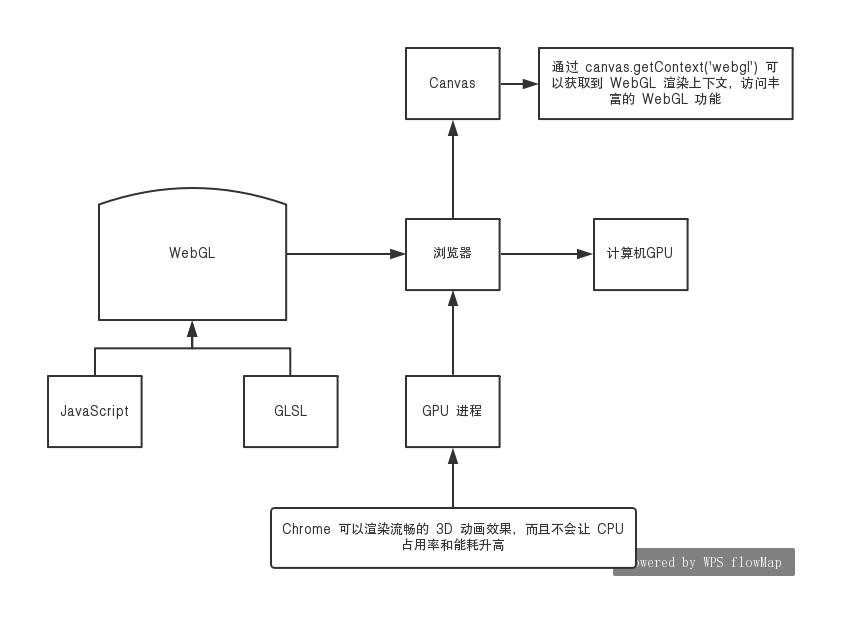 Canvas
通过 canvas.getContext('webgl') 可
以获取到 WebGL 渲染上下文，访问丰
富的 WebGL 功能
WebGL
浏览器
计算机GPU
JavaScript
GLSL
GPU 进程
Chrome 可以渲染流畅的 3D 动画效果，而且不会让 CPU
占用率和能耗升高
owered by WPS flowMap